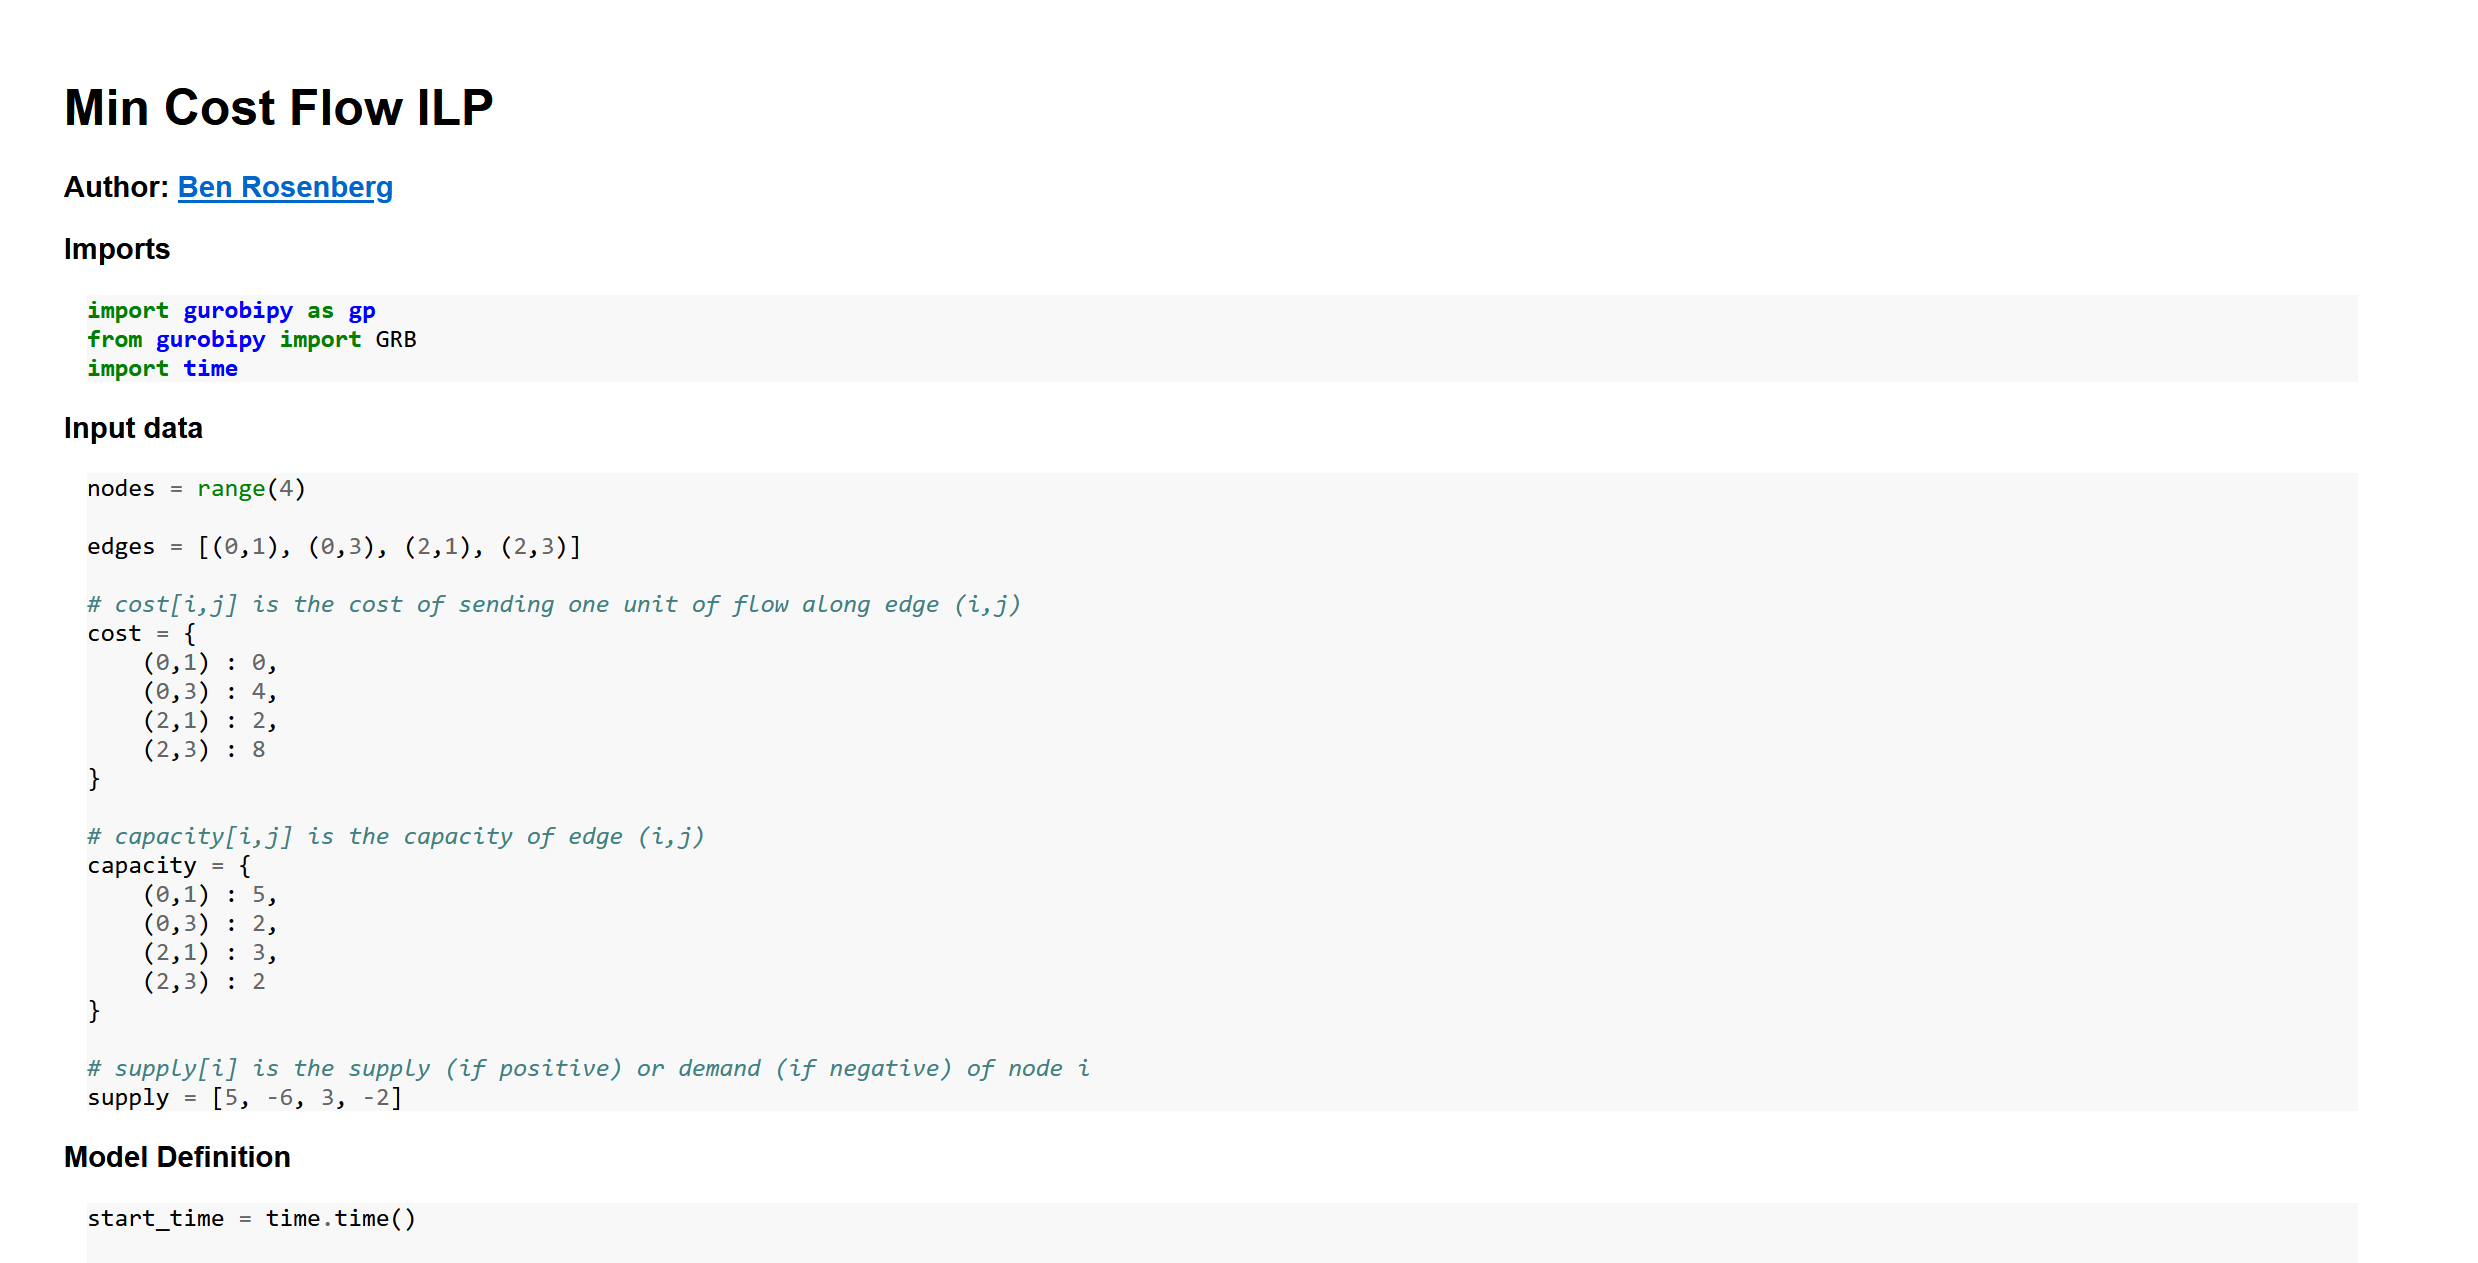 Min Cost Flow ILP
Author: Ben Rosenberg
Imports
import gurobipy as gp
from gurobipy import GRB
import time
Input data
nodes = range(4)
edges = [(0,1), (0,3), (2,1), (2,3)]
# cost[i,j] is the cost of sending one unit of flow along edge (i,j)
cost = {
    (0,1) : 0,
    (0,3) : 4,
    (2,1) : 2,
    (2,3) : 8
}
# capacity[i,j] is the capacity of edge (i,j)
capacity = {
    (0,1) : 5,
    (0,3) : 2,
    (2,1) : 3,
    (2,3) : 2
}
# supply[i] is the supply (if positive) or demand (if negative) of node i
supply = [5, -6, 3, -2]
Model Definition
start_time = time.time()